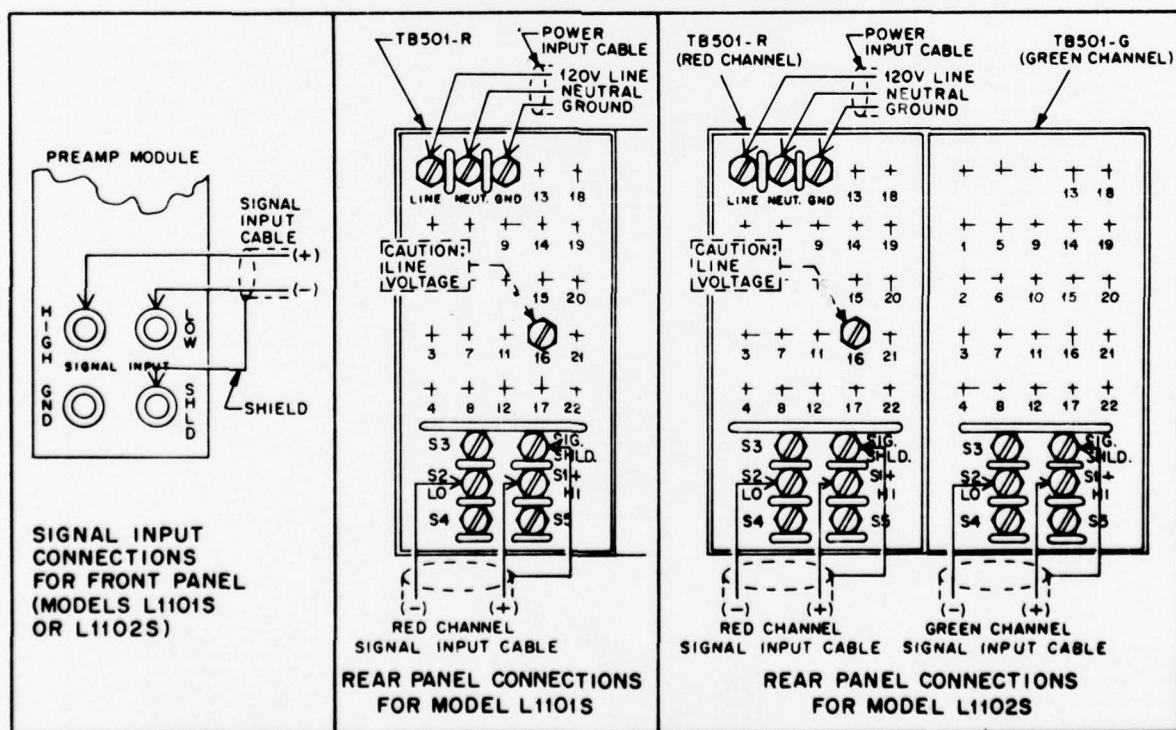 PREAMP MODULE
SIGNAL
INPUT
CABLE
(+)
(-)
HIGH
LOW
SIGNAL INPUT
GND
SHLD
SHIELD
SIGNAL INPUT
CONNECTIONS
FOR FRONT PANEL
(MODELS L1101S
OR L1102S)
TB501-R
POWER
INPUT CABLE
120V LINE
NEUTRAL
GROUND
LINE NEUT. GND 13 18
9 14 19
CAUTION:
LINE
VOLTAGE
15 20
3 7 11 16 21
4 8 12 17 22
S3 SIG.
SHLD.
S2 S1+
LO HI
S4 S5
(-) (+)
RED CHANNEL
SIGNAL INPUT CABLE
REAR PANEL CONNECTIONS
FOR MODEL L1101S
TB501-R
(RED CHANNEL)
POWER
INPUT CABLE
120V LINE
NEUTRAL
GROUND
LINE NEUT. GND 13 18
9 14 19
CAUTION:
LINE
VOLTAGE
15 20
3 7 11 16 21
4 8 12 17 22
S3 SIG.
SHLD.
S2 S1+
LO HI
S4 S5
(-) (+)
RED CHANNEL
SIGNAL INPUT CABLE
TB501-G
(GREEN CHANNEL)
13 18
1 5 9 14 19
2 6 10 15 20
3 7 11 16 21
4 8 12 17 22
S3 SIG.
SHLD.
S2 S1+
LO HI
S4 S5
(-) (+)
GREEN CHANNEL
SIGNAL INPUT CABLE
REAR PANEL CONNECTIONS
FOR MODEL L1102S